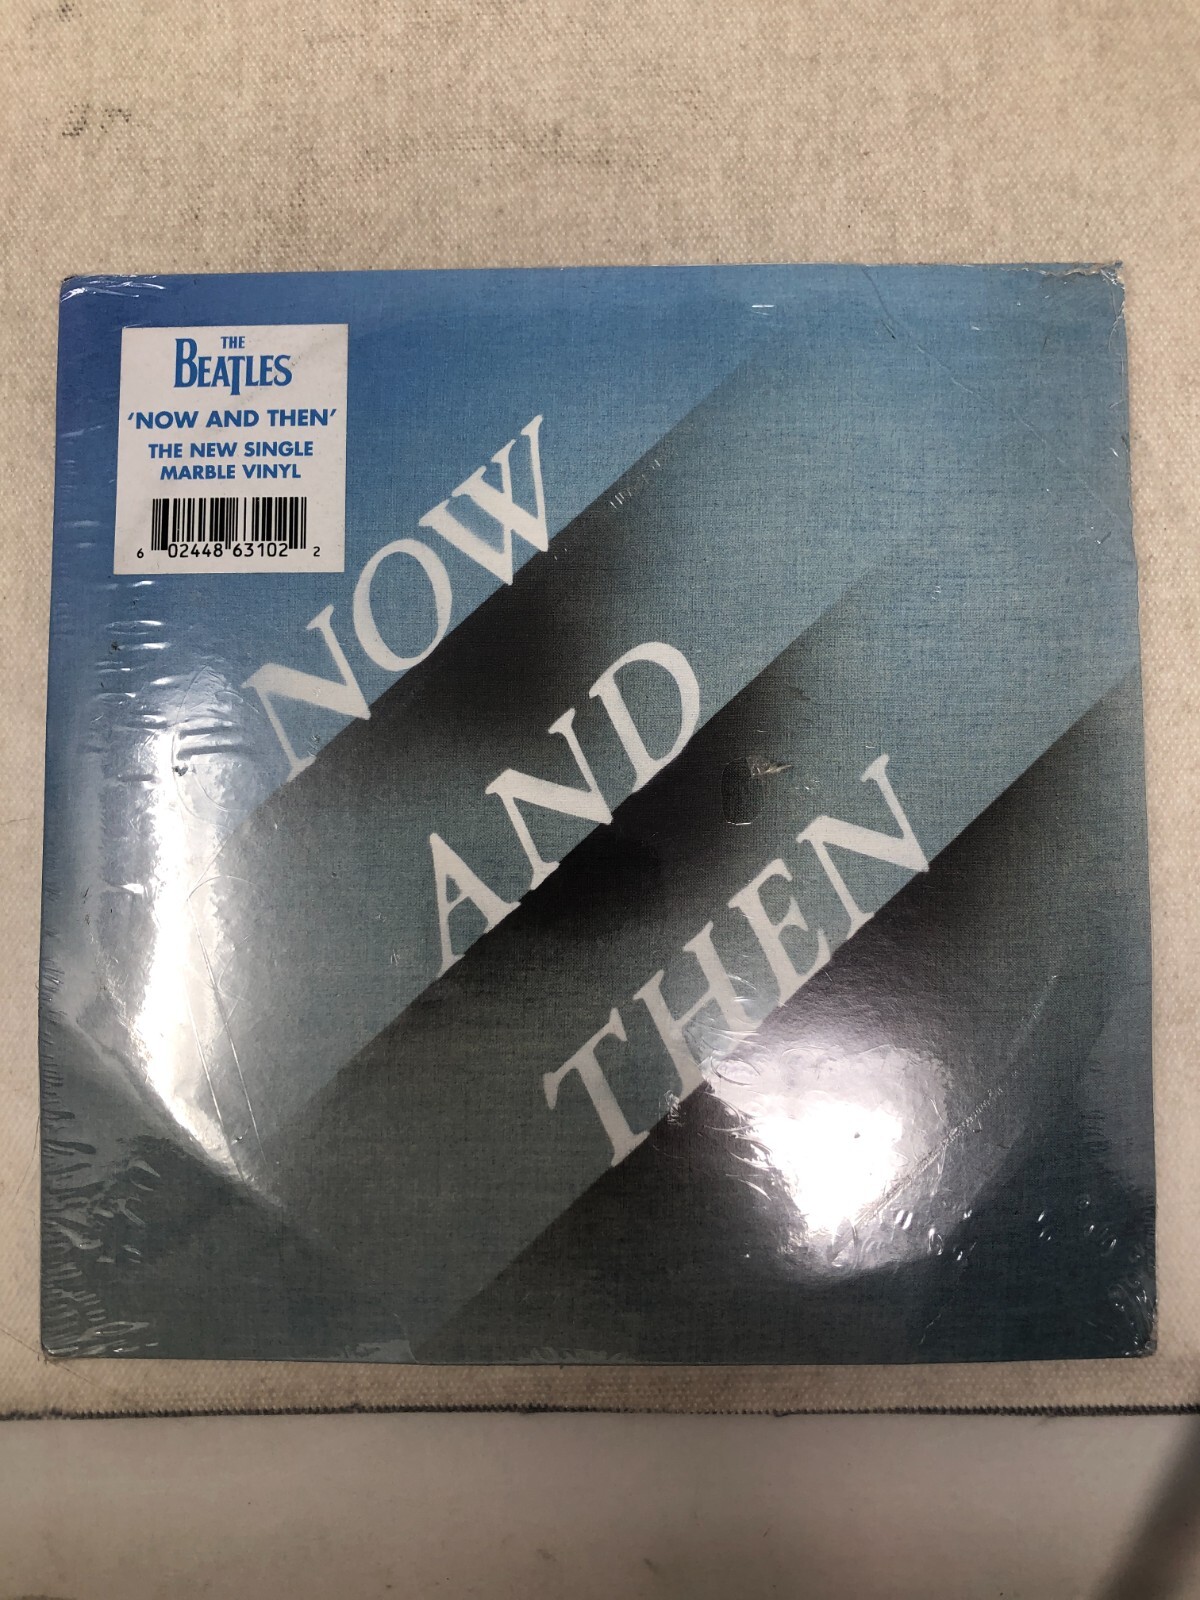 THE
BEATLES
‘NOW AND THEN’
THE NEW SINGLE
MARBLE VINYL
6 02448 63102 2
NOW
AND
THEN